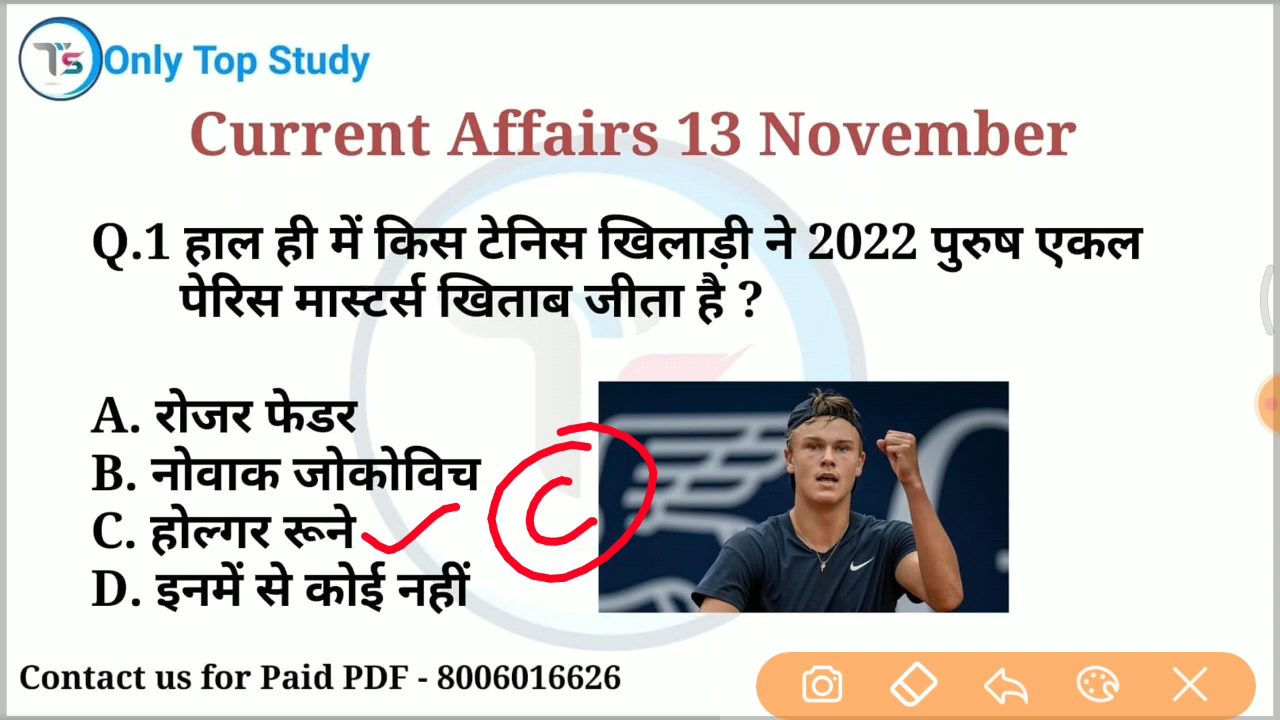 TS Only Top Study
Current Affairs 13 November
Q.1 हाल ही में किस टेनिस खिलाड़ी ने 2022 पुरुष एकल
पेरिस मास्टर्स खिताब जीता है ?
A. रोजर फेडर
B. नोवाक जोकोविच
C. होल्गर रूने
C
D. इनमें से कोई नहीं
Contact us for Paid PDF - 8006016626